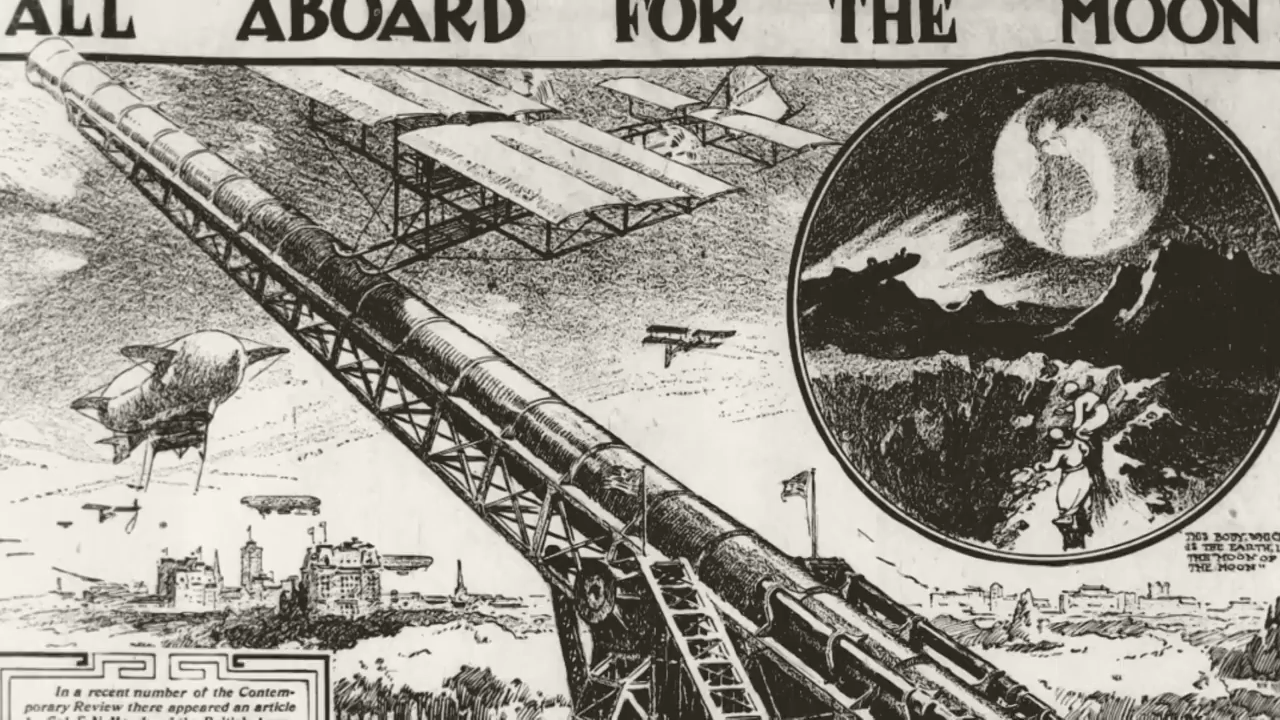 ALL ABOARD FOR THE MOON
THIS BODY, WHIC
IS THE EARTH, I
THE "MOON OF
THE MOON"
In a recent number of the Contem-
porary Review there appeared an article